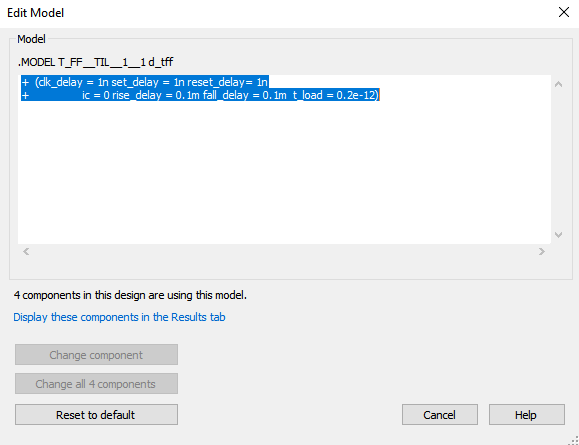 Edit Model
Model
.MODEL T_FF__TIL__1__1 d_tff
+ (clk_delay = 1n set_delay = 1n reset_delay= 1n
+ ic = 0 rise_delay = 0.1m fall_delay = 0.1m t_load = 0.2e-12)
4 components in this design are using this model.
Display these components in the Results tab
Change component
Change all 4 components
Reset to default
Cancel
Help